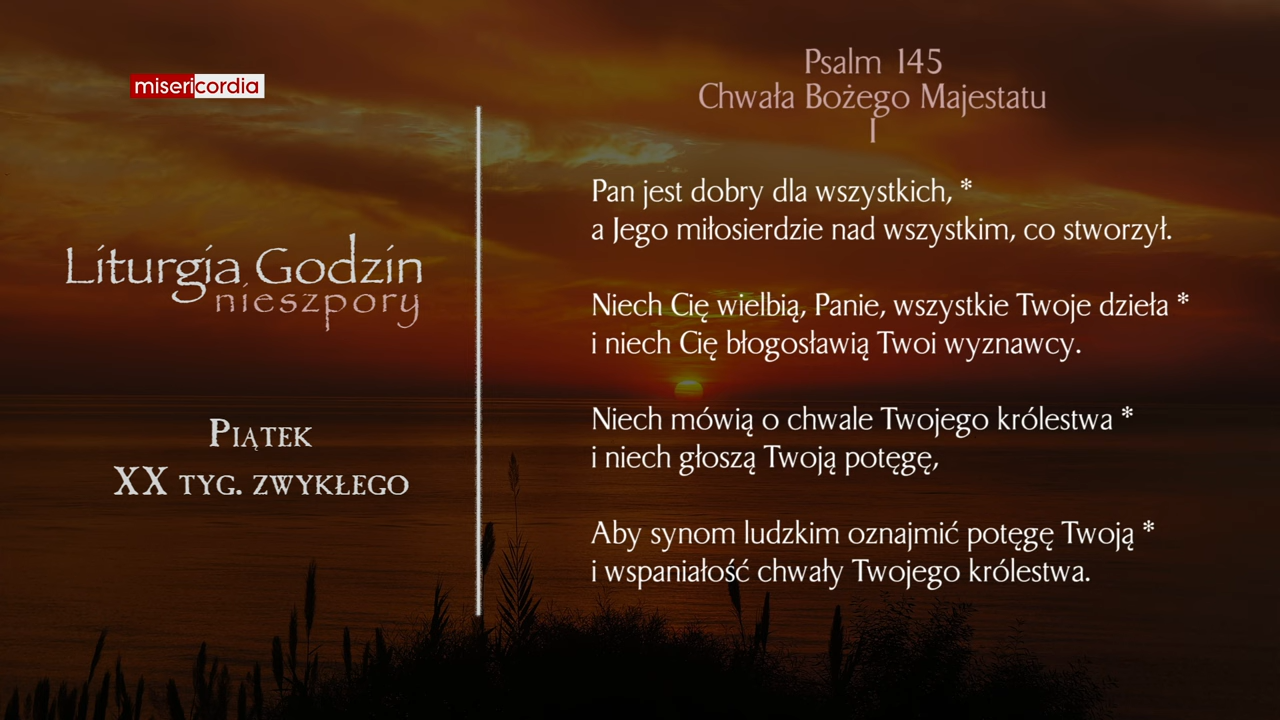 misericordia
Liturgia Godzin
nieszpory
Piątek
XX tyg. zwykłego
Psalm 145
Chwała Bożego Majestatu
I
Pan jest dobry dla wszystkich, *
a Jego miłosierdzie nad wszystkim, co stworzył.
Niech Cię wielbią, Panie, wszystkie Twoje dzieła *
i niech Cię błogosławią Twoi wyznawcy.
Niech mówią o chwale Twojego królestwa *
i niech głoszą Twoją potęgę,
Aby synom ludzkim oznajmić potęgę Twoją *
i wspaniałość chwały Twojego królestwa.